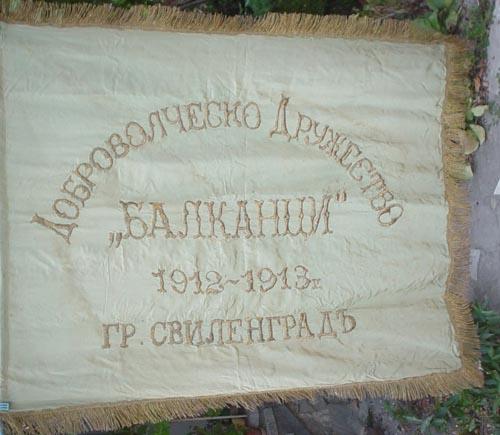 Доброволческо Дружество
„БАЛКАНЦИ"
1912~1913г.
ГР. СВИЛЕНГРАДЪ